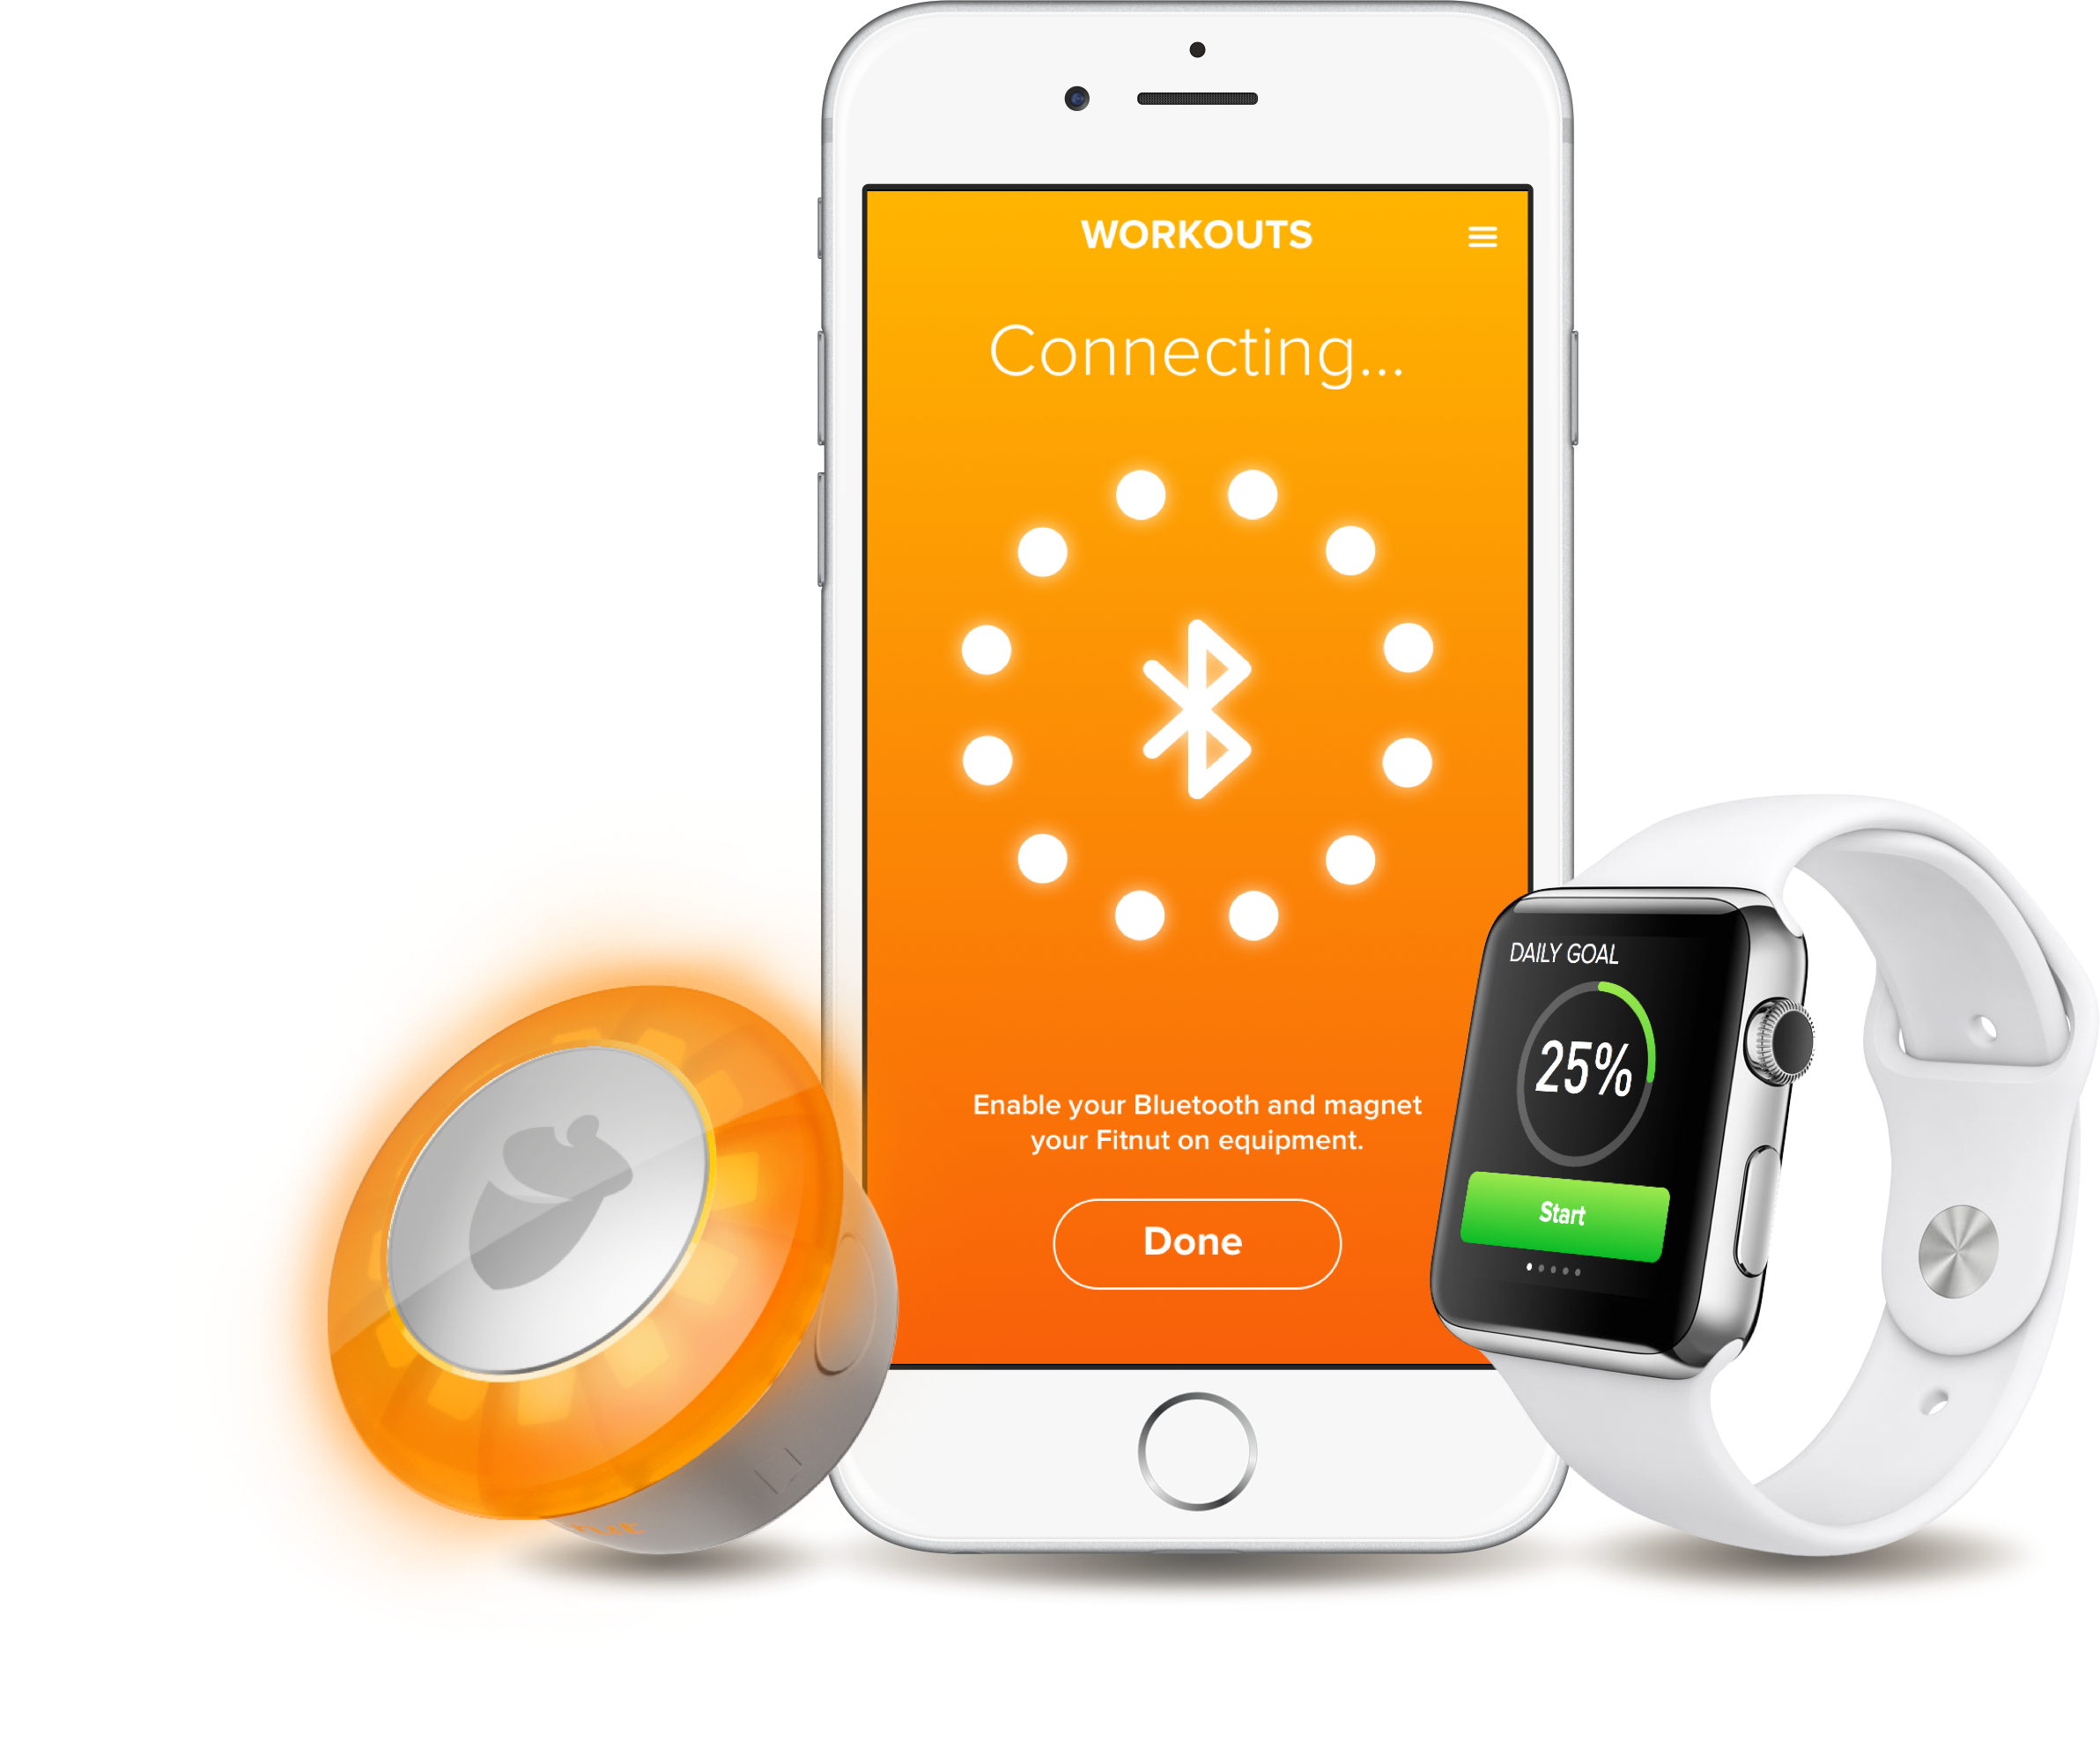 WORKOUTS
Connecting...
Enable your Bluetooth and magnet
your Fitnut on equipment.
Done
DAILY GOAL
25%
Start